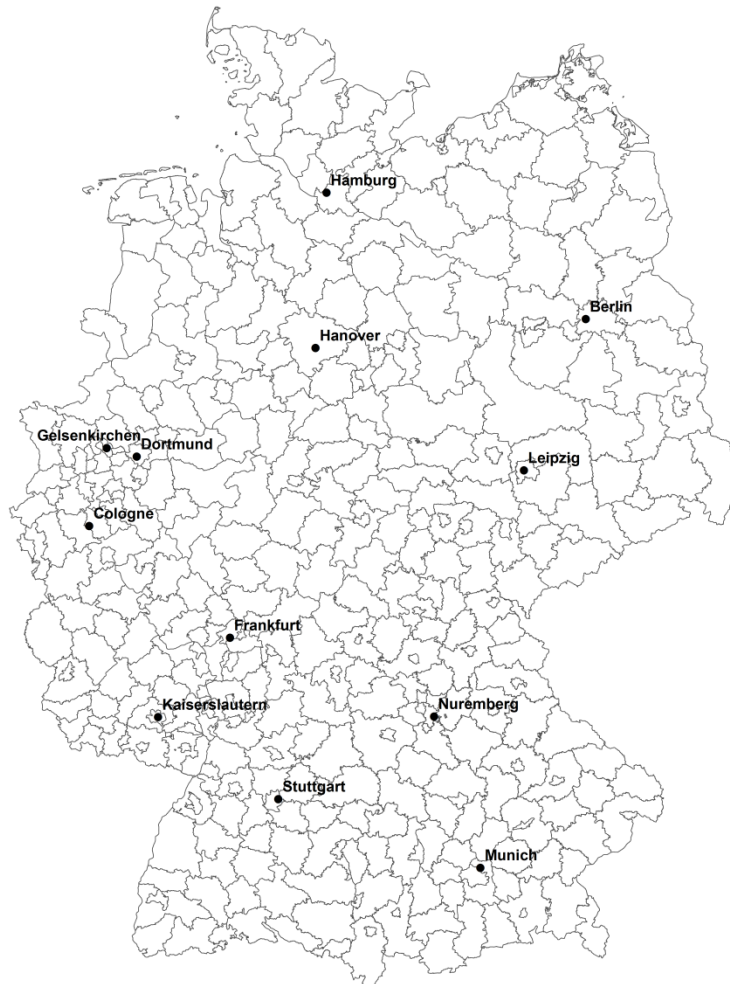 Hamburg
Berlin
Hanover
Gelsenkirchen
Dortmund
Leipzig
Cologne
Frankfurt
Kaiserslautern
Nuremberg
Stuttgart
Munich